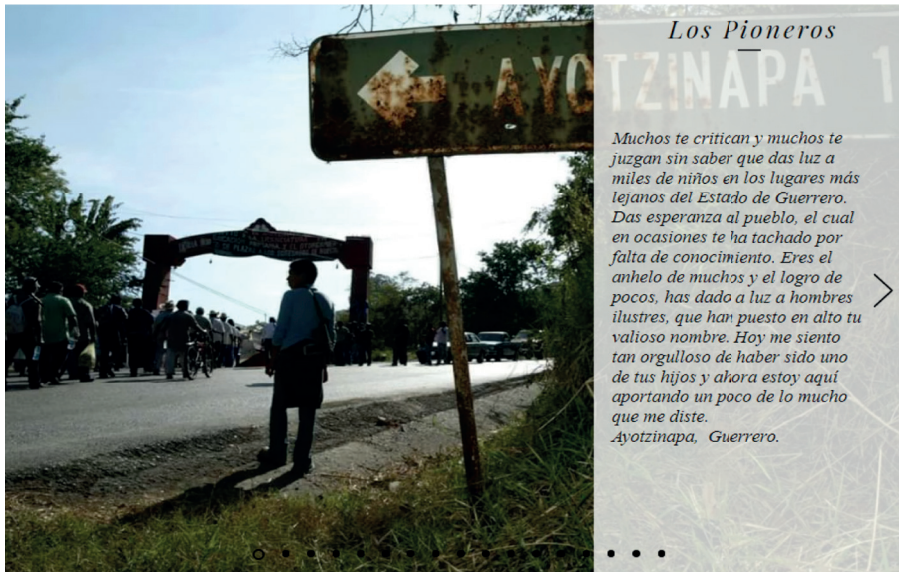 Los Pioneros
AYOTZINAPA 1
Muchos te critican y muchos te
juzgan sin saber que das luz a
miles de niños en los lugares más
lejanos del Estado de Guerrero.
Das esperanza al pueblo, el cual
en ocasiones te ha tachado por
falta de conocimiento. Eres el
anhelo de muchos y el logro de
pocos, has dado a luz a hombres
ilustres, que han puesto en alto tu
valioso nombre. Hoy me siento
tan orgulloso de haber sido uno
de tus hijos y ahora estoy aquí
aportando un poco de lo mucho
que me diste.
Ayotzinapa, Guerrero.